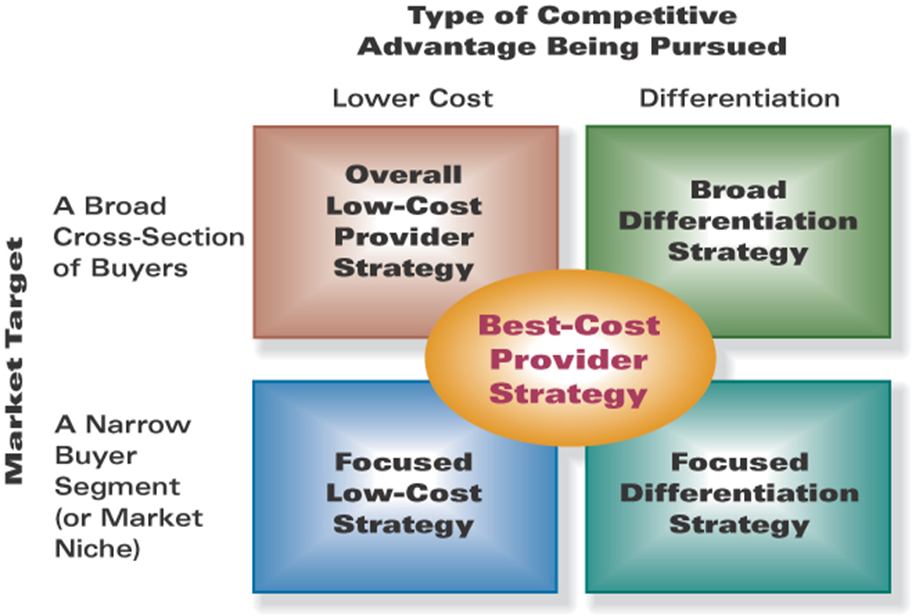 Type of Competitive
Advantage Being Pursued
Lower Cost
Differentiation
Market Target
A Broad
Cross-Section
of Buyers
Overall
Low-Cost
Provider
Strategy
Broad
Differentiation
Strategy
Best-Cost
Provider
Strategy
A Narrow
Buyer
Segment
(or Market
Niche)
Focused
Low-Cost
Strategy
Focused
Differentiation
Strategy